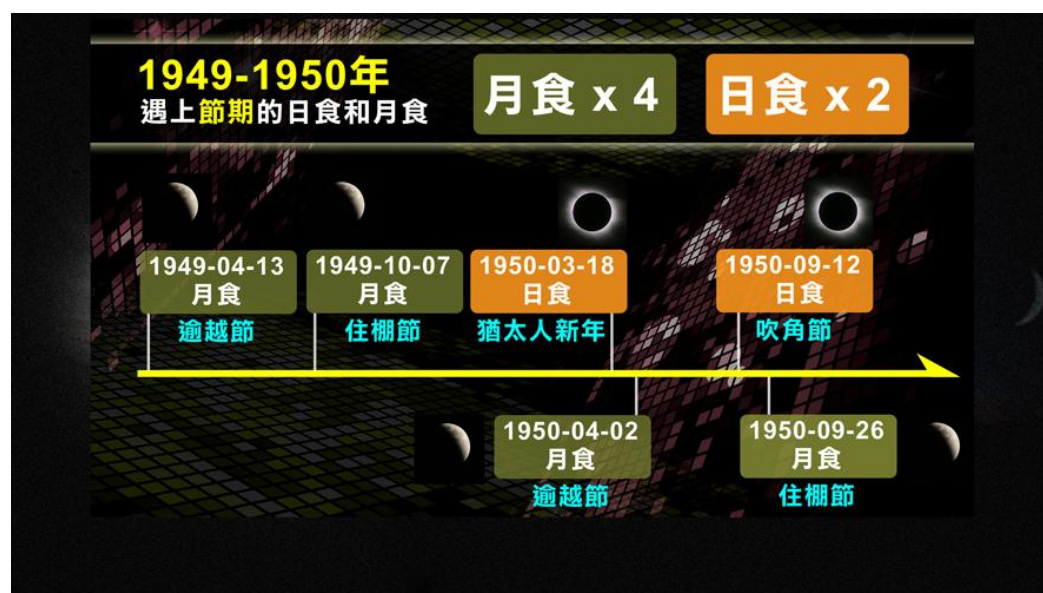 1949-1950年
遇上節期的日食和月食
月食 x 4
日食 x 2
1949-04-13
月食
逾越節
1949-10-07
月食
住棚節
1950-03-18
日食
猶太人新年
1950-09-12
日食
吹角節
1950-04-02
月食
逾越節
1950-09-26
月食
住棚節